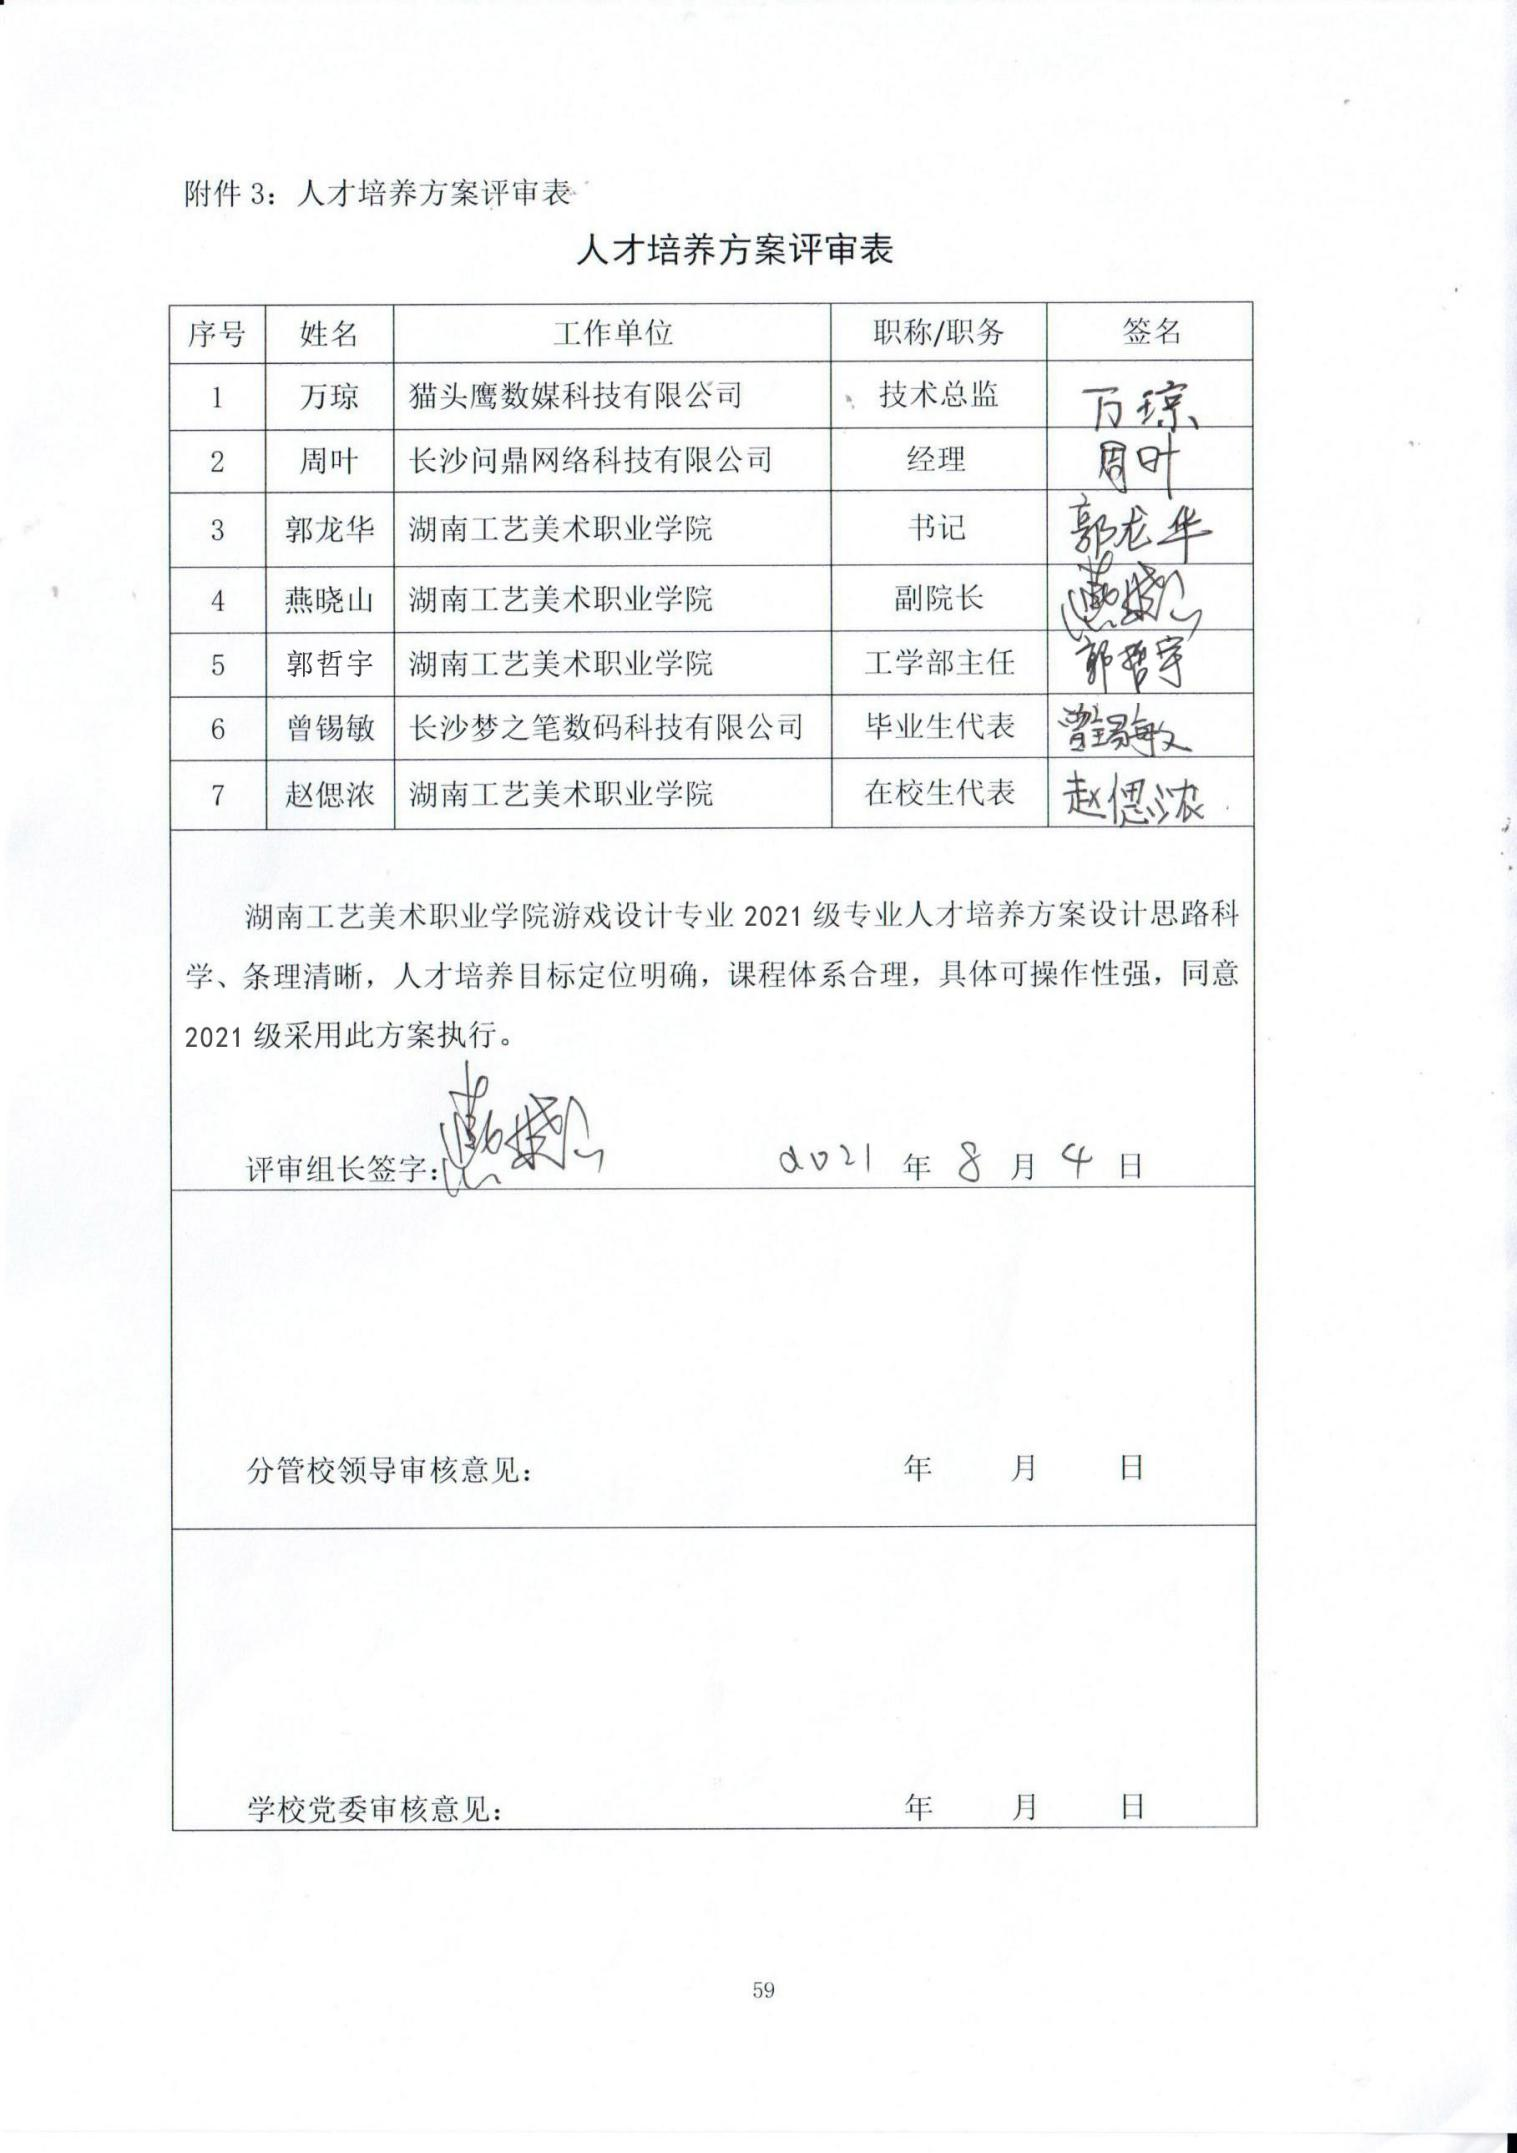 附件 3：人才培养方案评审表
人才培养方案评审表
序号 姓名 工作单位 职称/职务 签名
1 万琼 猫头鹰数媒科技有限公司 技术总监 万琼
2 周叶 长沙问鼎网络科技有限公司 经理 周叶
3 郭龙华 湖南工艺美术职业学院 书记 郭龙华
4 燕晓山 湖南工艺美术职业学院 副院长 燕晓山
5 郭哲宇 湖南工艺美术职业学院 工学部主任 郭哲宇
6 曾锡敏 长沙梦之笔数码科技有限公司 毕业生代表 曾锡敏
7 赵偲浓 湖南工艺美术职业学院 在校生代表 赵偲浓
湖南工艺美术职业学院游戏设计专业 2021 级专业人才培养方案设计思路科
学、条理清晰，人才培养目标定位明确，课程体系合理，具体可操作性强，同意
2021 级采用此方案执行。
评审组长签字：燕晓山 2021 年 8 月 4 日
分管校领导审核意见： 年 月 日
学校党委审核意见： 年 月 日
59